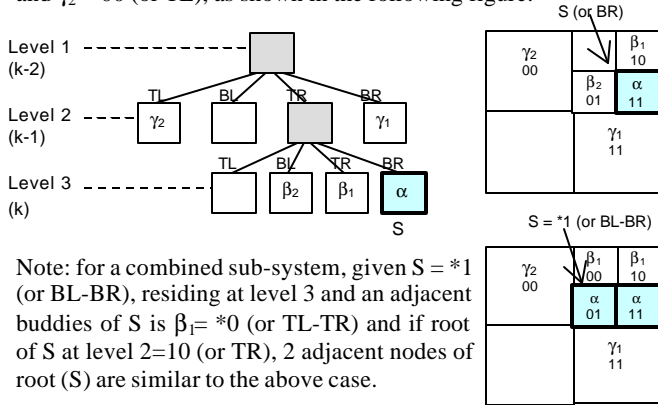 and γ₂ = 00 (or TL), as shown in the following figure.
S (or BR)
Level 1
(k-2)
TL BL TR BR
Level 2
(k-1)
γ₂ γ₁
TL BL TR BR
Level 3
(k)
β₂ β₁ α
S
γ₂
00
β₁
10
β₂
01
α
11
γ₁
11
S = *1 (or BL-BR)
γ₂
00
β₁
00
β₁
10
α
01
α
11
γ₁
11
Note: for a combined sub-system, given S = *1
(or BL-BR), residing at level 3 and an adjacent
buddies of S is β₁= *0 (or TL-TR) and if root
of S at level 2=10 (or TR), 2 adjacent nodes of
root (S) are similar to the above case.